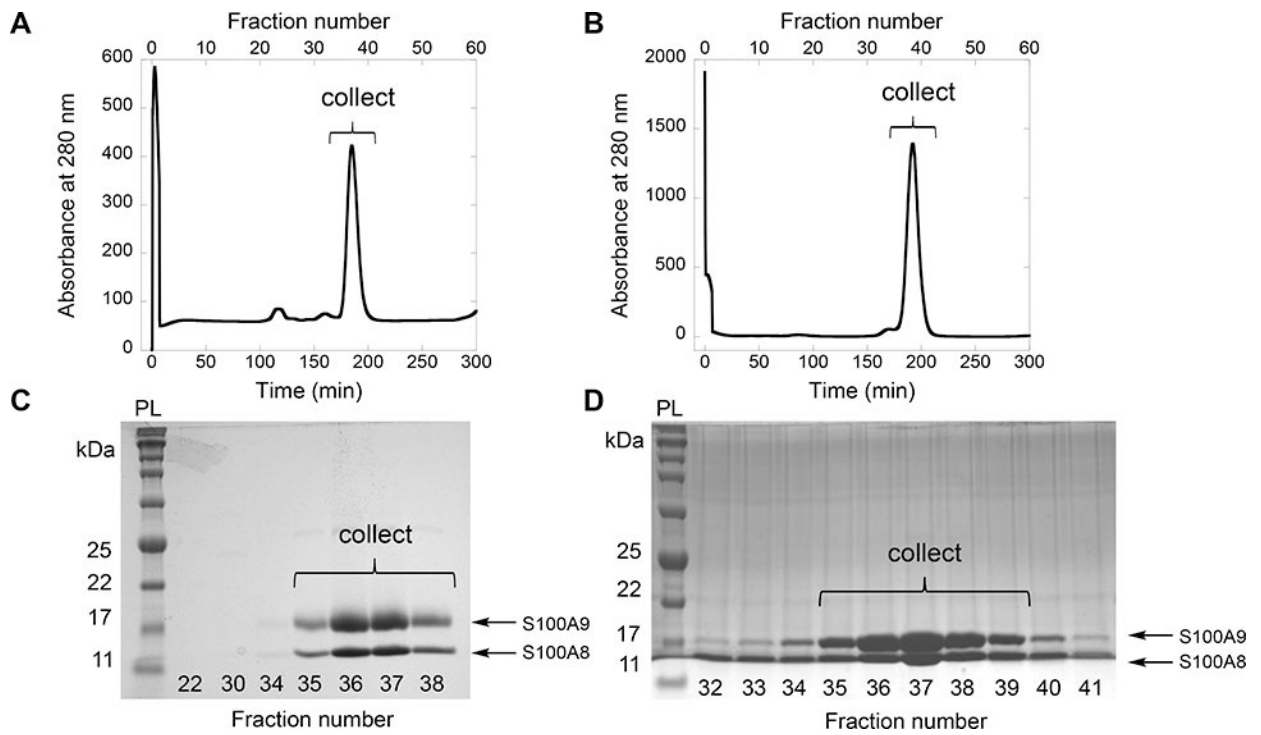 A
Fraction number
0 10 20 30 40 50 60
600
500
400
300
200
100
0
Absorbance at 280 nm
collect
0 50 100 150 200 250 300
Time (min)
B
Fraction number
0 10 20 30 40 50 60
2000
1500
1000
500
0
Absorbance at 280 nm
collect
0 50 100 150 200 250 300
Time (min)
C
PL
kDa
25
22
17
11
collect
S100A9
S100A8
22 30 34 35 36 37 38
Fraction number
D
PL
kDa
25
22
17
11
collect
S100A9
S100A8
32 33 34 35 36 37 38 39 40 41
Fraction number